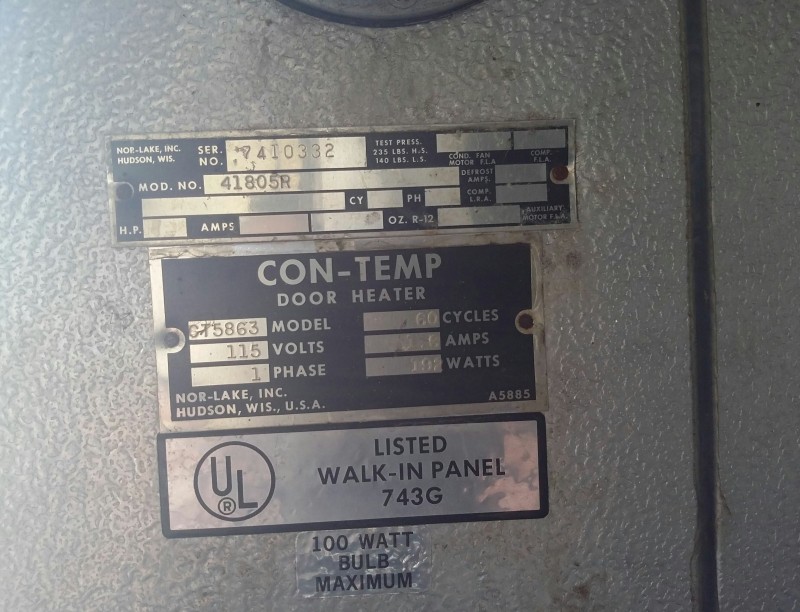 NOR-LAKE, INC.
HUDSON, WIS.
SER. NO. 7410332
TEST PRESS.
235 LBS. H.S.
140 LBS. L.S.
COND. FAN
MOTOR F.L.A
COMP.
F.L.A.
MOD. NO. 41805R
DEFROST
AMPS.
CY PH
COMP.
L.R.A.
H.P. AMPS OZ. R-12
AUXILIARY
MOTOR F.L.A.
CON-TEMP
DOOR HEATER
CT5863 MODEL 60 CYCLES
115 VOLTS AMPS
1 PHASE 192 WATTS
NOR-LAKE, INC.
HUDSON, WIS., U.S.A.
A5885
UL
®
LISTED
WALK-IN PANEL
743G
100 WATT
BULB
MAXIMUM